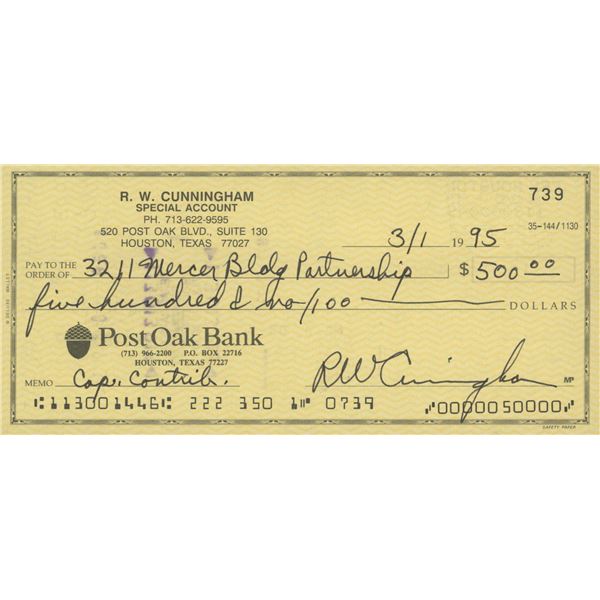 R. W. CUNNINGHAM
SPECIAL ACCOUNT
PH. 713-622-9595
520 POST OAK BLVD., SUITE 130
HOUSTON, TEXAS 77027
739
35-144/1130
3/1 1995
PAY TO THE ORDER OF 3211 Mercer Bldg Partnership $ 500 00
five hundred & no/100 DOLLARS
Post Oak Bank
(713) 966-2200 P.O. BOX 22716
HOUSTON, TEXAS 77227
MEMO Cap. Contrib. RW Cunningham MP
⑆113001446⑆ 222 350 1⑈ 0739 ⑈0000050000⑈
SAFETY PAPER